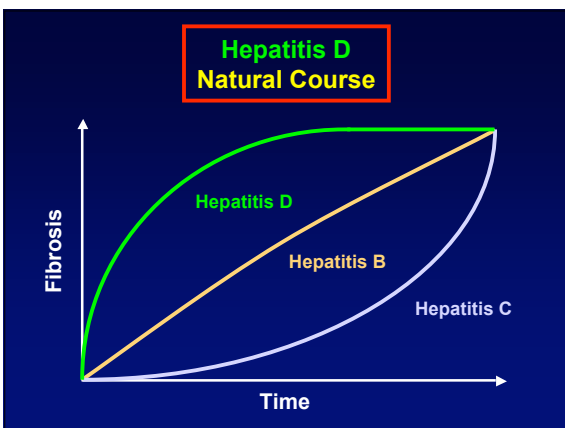 Hepatitis D
Natural Course
Hepatitis D
Hepatitis B
Hepatitis C
Fibrosis
Time